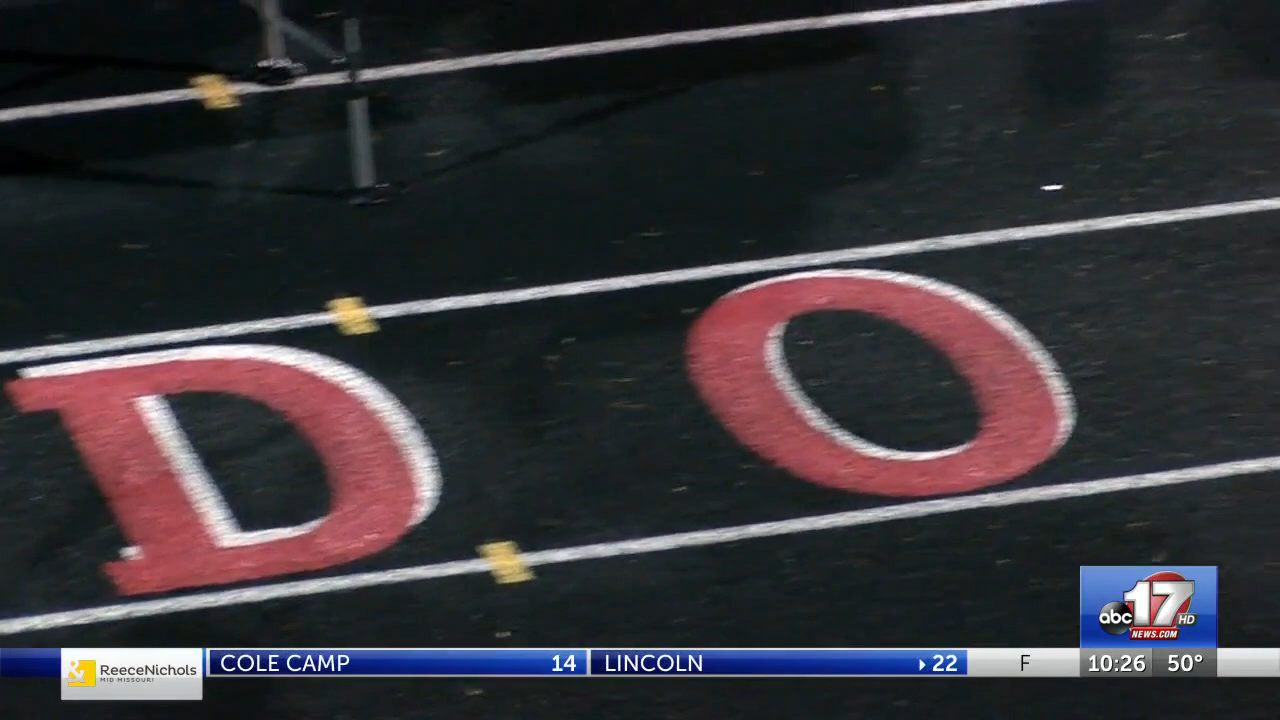 D O
abc 17 HD
NEWS.COM
& ReeceNichols
MID MISSOURI
COLE CAMP 14 LINCOLN 22 F 10:26 50°